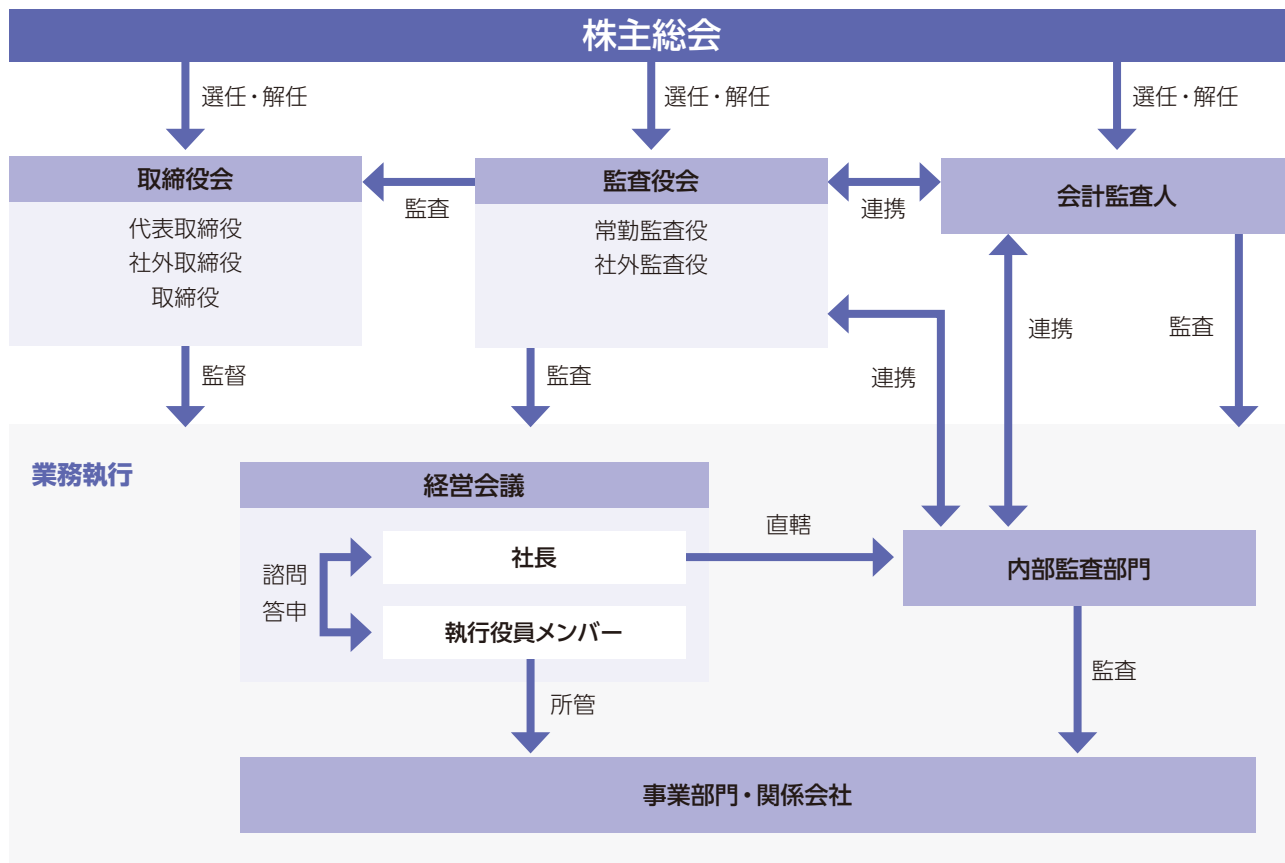 株主総会
選任・解任
選任・解任
選任・解任
取締役会
代表取締役
社外取締役
取締役
監査
監査役会
常勤監査役
社外監査役
連携
会計監査人
監督
監査
連携
連携
監査
業務執行
経営会議
諮問
答申
社長
執行役員メンバー
直轄
内部監査部門
所管
監査
事業部門・関係会社